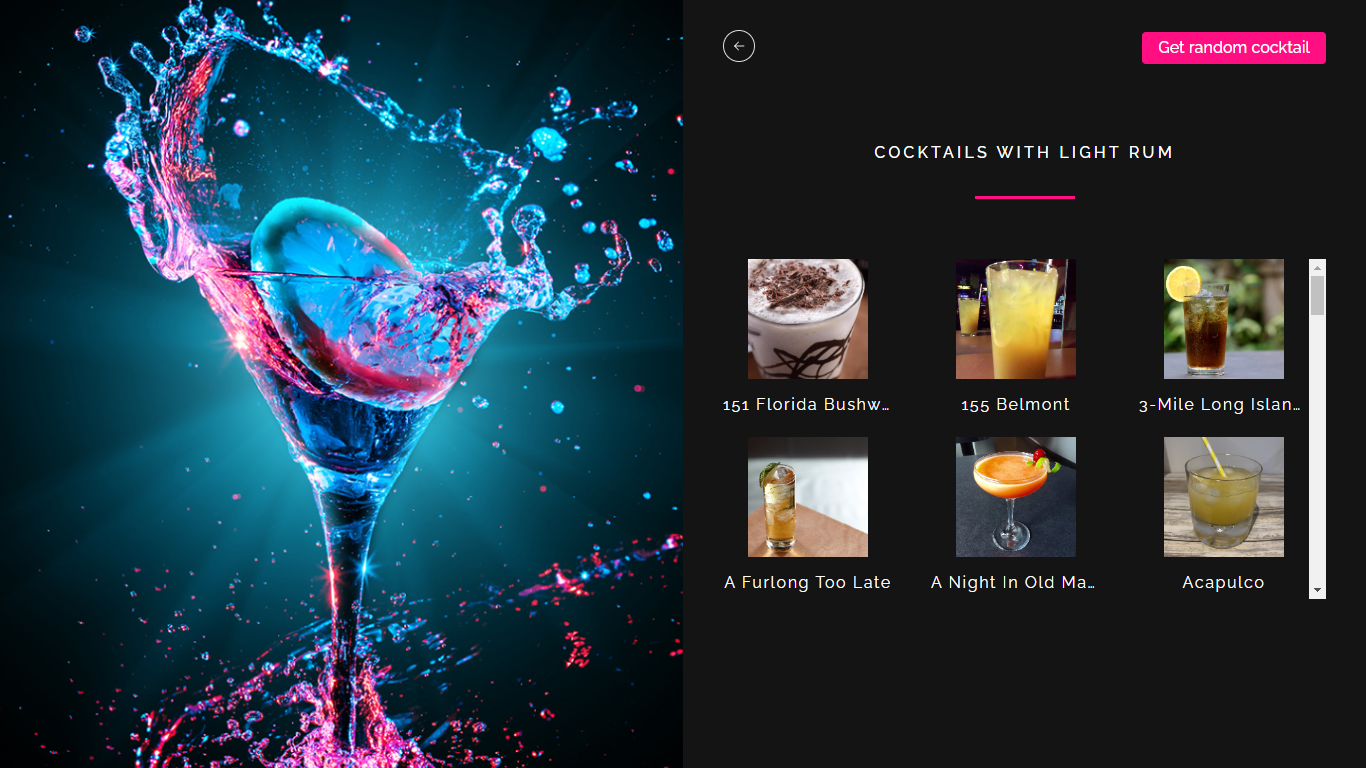 Get random cocktail
COCKTAILS WITH LIGHT RUM
151 Florida Bushw…
155 Belmont
3-Mile Long Islan…
A Furlong Too Late
A Night In Old Ma…
Acapulco